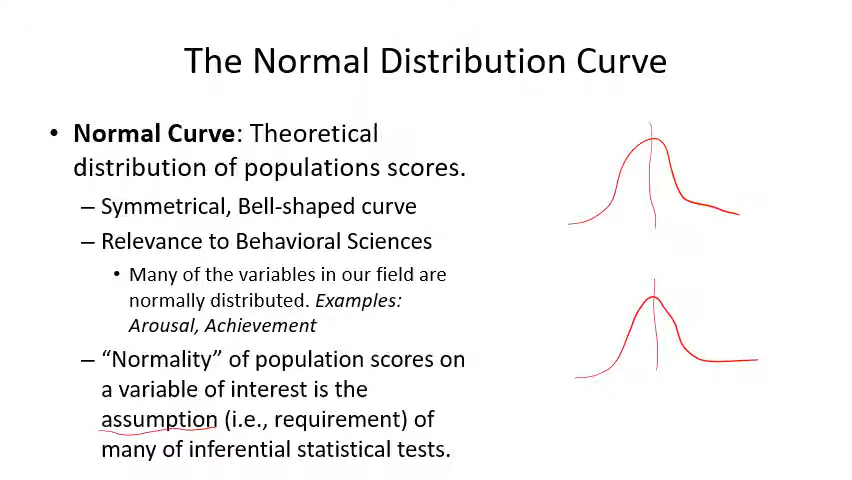 The Normal Distribution Curve
• Normal Curve: Theoretical
distribution of populations scores.
– Symmetrical, Bell-shaped curve
– Relevance to Behavioral Sciences
• Many of the variables in our field are
normally distributed. Examples:
Arousal, Achievement
– “Normality” of population scores on
a variable of interest is the
assumption (i.e., requirement) of
many of inferential statistical tests.